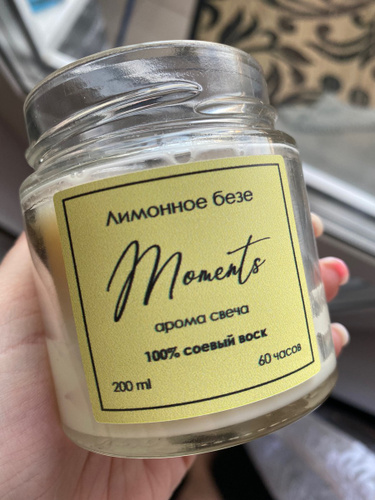 Лимонное безе
Moments
арома свеча
100% соевый воск
200 ml
60 часов